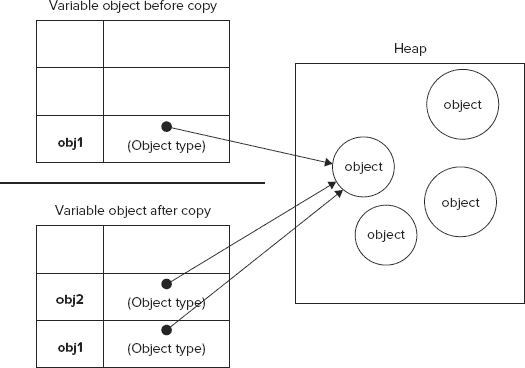 Variable object before copy
obj1
(Object type)
Heap
object
object
object
object
Variable object after copy
obj2
(Object type)
obj1
(Object type)